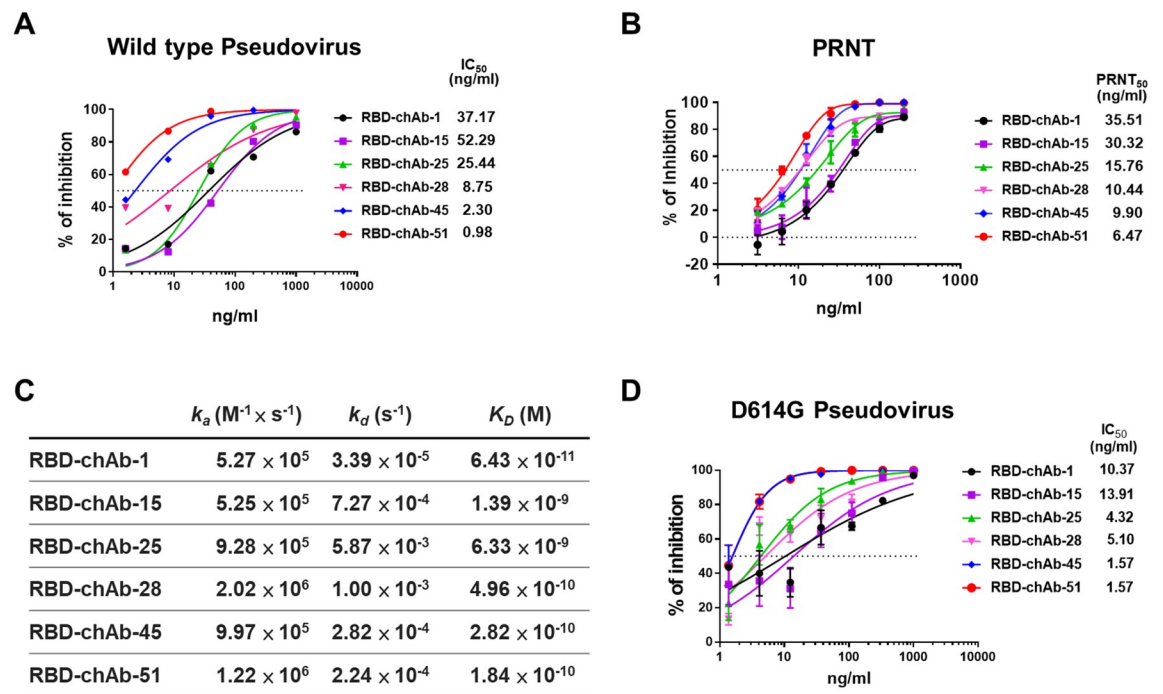 A
Wild type Pseudovirus
IC50
(ng/ml)
RBD-chAb-1 37.17
RBD-chAb-15 52.29
RBD-chAb-25 25.44
RBD-chAb-28 8.75
RBD-chAb-45 2.30
RBD-chAb-51 0.98
% of inhibition
100
80
60
40
20
0
1 10 100 1000 10000
ng/ml
B
PRNT
PRNT50
(ng/ml)
RBD-chAb-1 35.51
RBD-chAb-15 30.32
RBD-chAb-25 15.76
RBD-chAb-28 10.44
RBD-chAb-45 9.90
RBD-chAb-51 6.47
% of Inhibition
100
80
60
40
20
0
-20
1 10 100 1000
ng/ml
C
ka (M-1 × s-1) kd (s-1) KD (M)
RBD-chAb-1 5.27 × 10^5 3.39 × 10^-5 6.43 × 10^-11
RBD-chAb-15 5.25 × 10^5 7.27 × 10^-4 1.39 × 10^-9
RBD-chAb-25 9.28 × 10^5 5.87 × 10^-3 6.33 × 10^-9
RBD-chAb-28 2.02 × 10^6 1.00 × 10^-3 4.96 × 10^-10
RBD-chAb-45 9.97 × 10^5 2.82 × 10^-4 2.82 × 10^-10
RBD-chAb-51 1.22 × 10^6 2.24 × 10^-4 1.84 × 10^-10
D
D614G Pseudovirus
IC50
(ng/ml)
RBD-chAb-1 10.37
RBD-chAb-15 13.91
RBD-chAb-25 4.32
RBD-chAb-28 5.10
RBD-chAb-45 1.57
RBD-chAb-51 1.57
% of inhibition
100
80
60
40
20
0
1 10 100 1000 10000
ng/ml